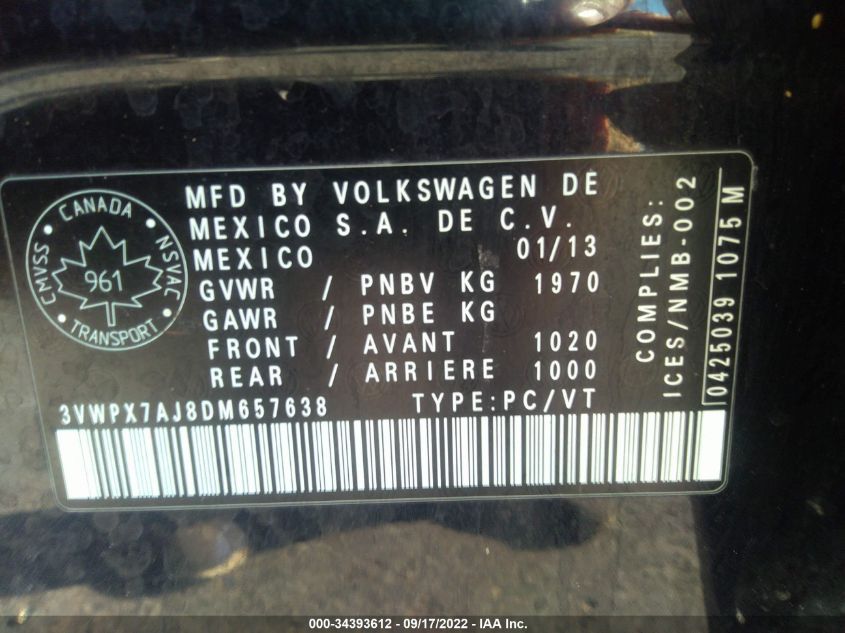 CANADA
CMVSS
NSVAC
961
TRANSPORT
MFD BY VOLKSWAGEN DE
MEXICO S.A. DE C.V.
MEXICO 01/13
GVWR / PNBV KG 1970
GAWR / PNBE KG
FRONT / AVANT 1020
REAR / ARRIERE 1000
3VWPX7AJ8DM657638 TYPE:PC/VT
COMPLIES:
ICES/NMB-002
0425039 1075 M
000-34393612 - 09/17/2022 - IAA Inc.